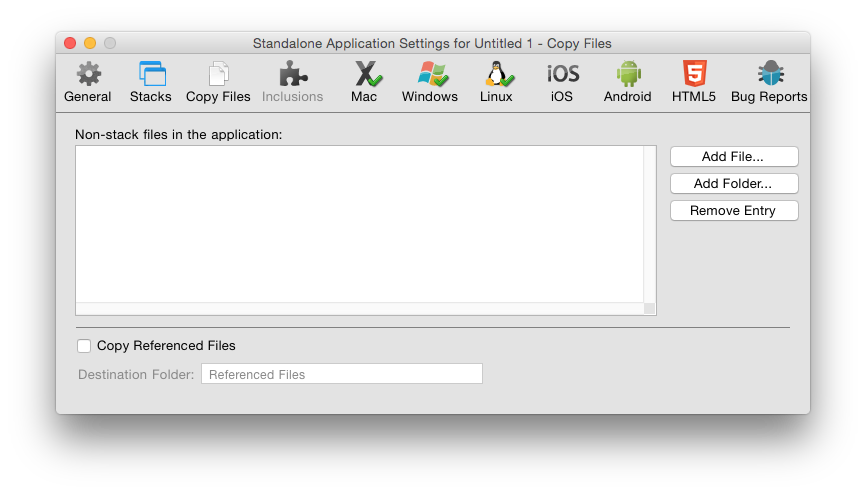 Standalone Application Settings for Untitled 1 - Copy Files
iOS
5
General Stacks Copy Files Inclusions Mac Windows Linux iOS Android HTML5 Bug Reports
Non-stack files in the application:
Add File...
Add Folder...
Remove Entry
Copy Referenced Files
Destination Folder: Referenced Files